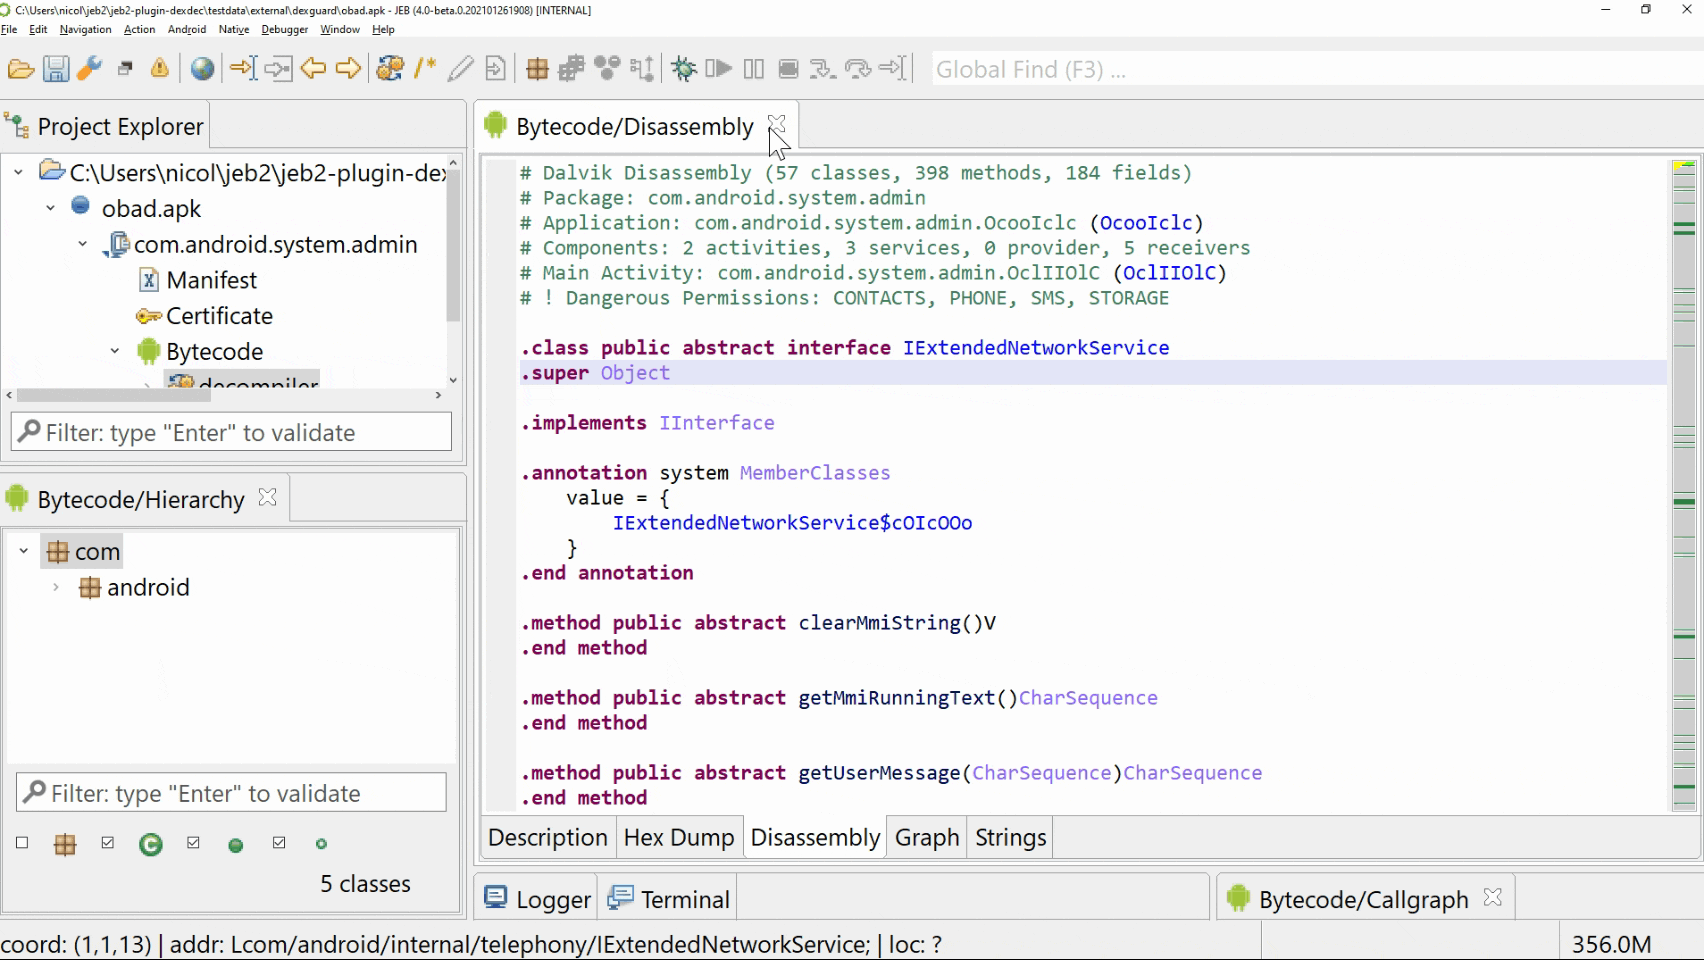 C:\Users\nicol\jeb2\jeb2-plugin-dexdec\testdata\external\dexguard\obad.apk - JEB (4.0-beta.0.202101261908) [INTERNAL]
File Edit Navigation Action Android Native Debugger Window Help
Global Find (F3) ...
Project Explorer
C:\Users\nicol\jeb2\jeb2-plugin-de
obad.apk
com.android.system.admin
Manifest
Certificate
Bytecode
decompiler
Filter: type "Enter" to validate
Bytecode/Hierarchy
com
android
Filter: type "Enter" to validate
5 classes
Bytecode/Disassembly
# Dalvik Disassembly (57 classes, 398 methods, 184 fields)
# Package: com.android.system.admin
# Application: com.android.system.admin.OcooIclc (OcooIclc)
# Components: 2 activities, 3 services, 0 provider, 5 receivers
# Main Activity: com.android.system.admin.OclIIOlC (OclIIOlC)
# ! Dangerous Permissions: CONTACTS, PHONE, SMS, STORAGE
.class public abstract interface IExtendedNetworkService
.super Object
.implements IInterface
.annotation system MemberClasses
value = {
IExtendedNetworkService$cOIcOOo
}
.end annotation
.method public abstract clearMmiString()V
.end method
.method public abstract getMmiRunningText()CharSequence
.end method
.method public abstract getUserMessage(CharSequence)CharSequence
.end method
Description Hex Dump Disassembly Graph Strings
Logger Terminal
Bytecode/Callgraph
coord: (1,1,13) | addr: Lcom/android/internal/telephony/IExtendedNetworkService; | loc: ?
356.0M